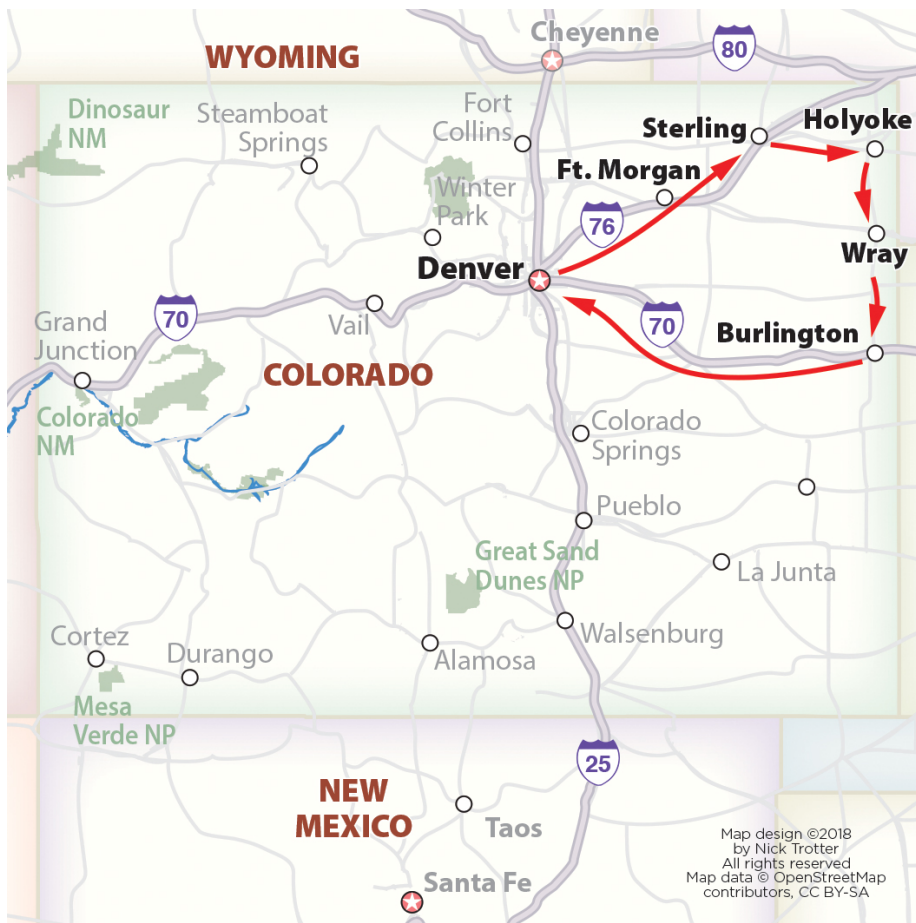 Cheyenne
80
WYOMING
Dinosaur
NM
Steamboat
Springs
Fort
Collins
Sterling
Holyoke
Ft. Morgan
Winter
Park
76
Wray
Denver
70
Vail
70
Burlington
Grand
Junction
COLORADO
Colorado
NM
Colorado
Springs
Pueblo
Great Sand
Dunes NP
La Junta
Cortez
Durango
Alamosa
Walsenburg
Mesa
Verde NP
25
NEW
MEXICO
Taos
Santa Fe
Map design ©2018
by Nick Trotter
All rights reserved
Map data © OpenStreetMap
contributors, CC BY-SA